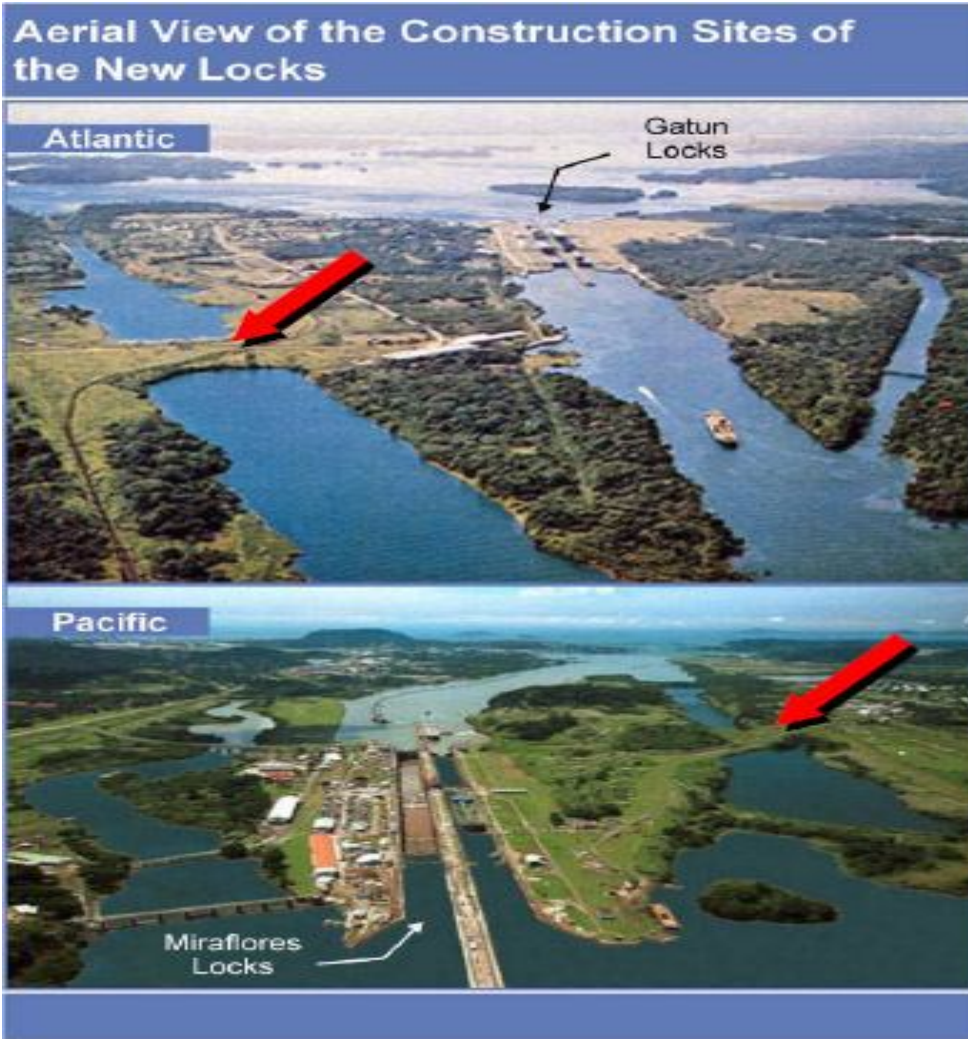 Aerial View of the Construction Sites of
the New Locks
Atlantic
Gatun
Locks
Pacific
Miraflores
Locks